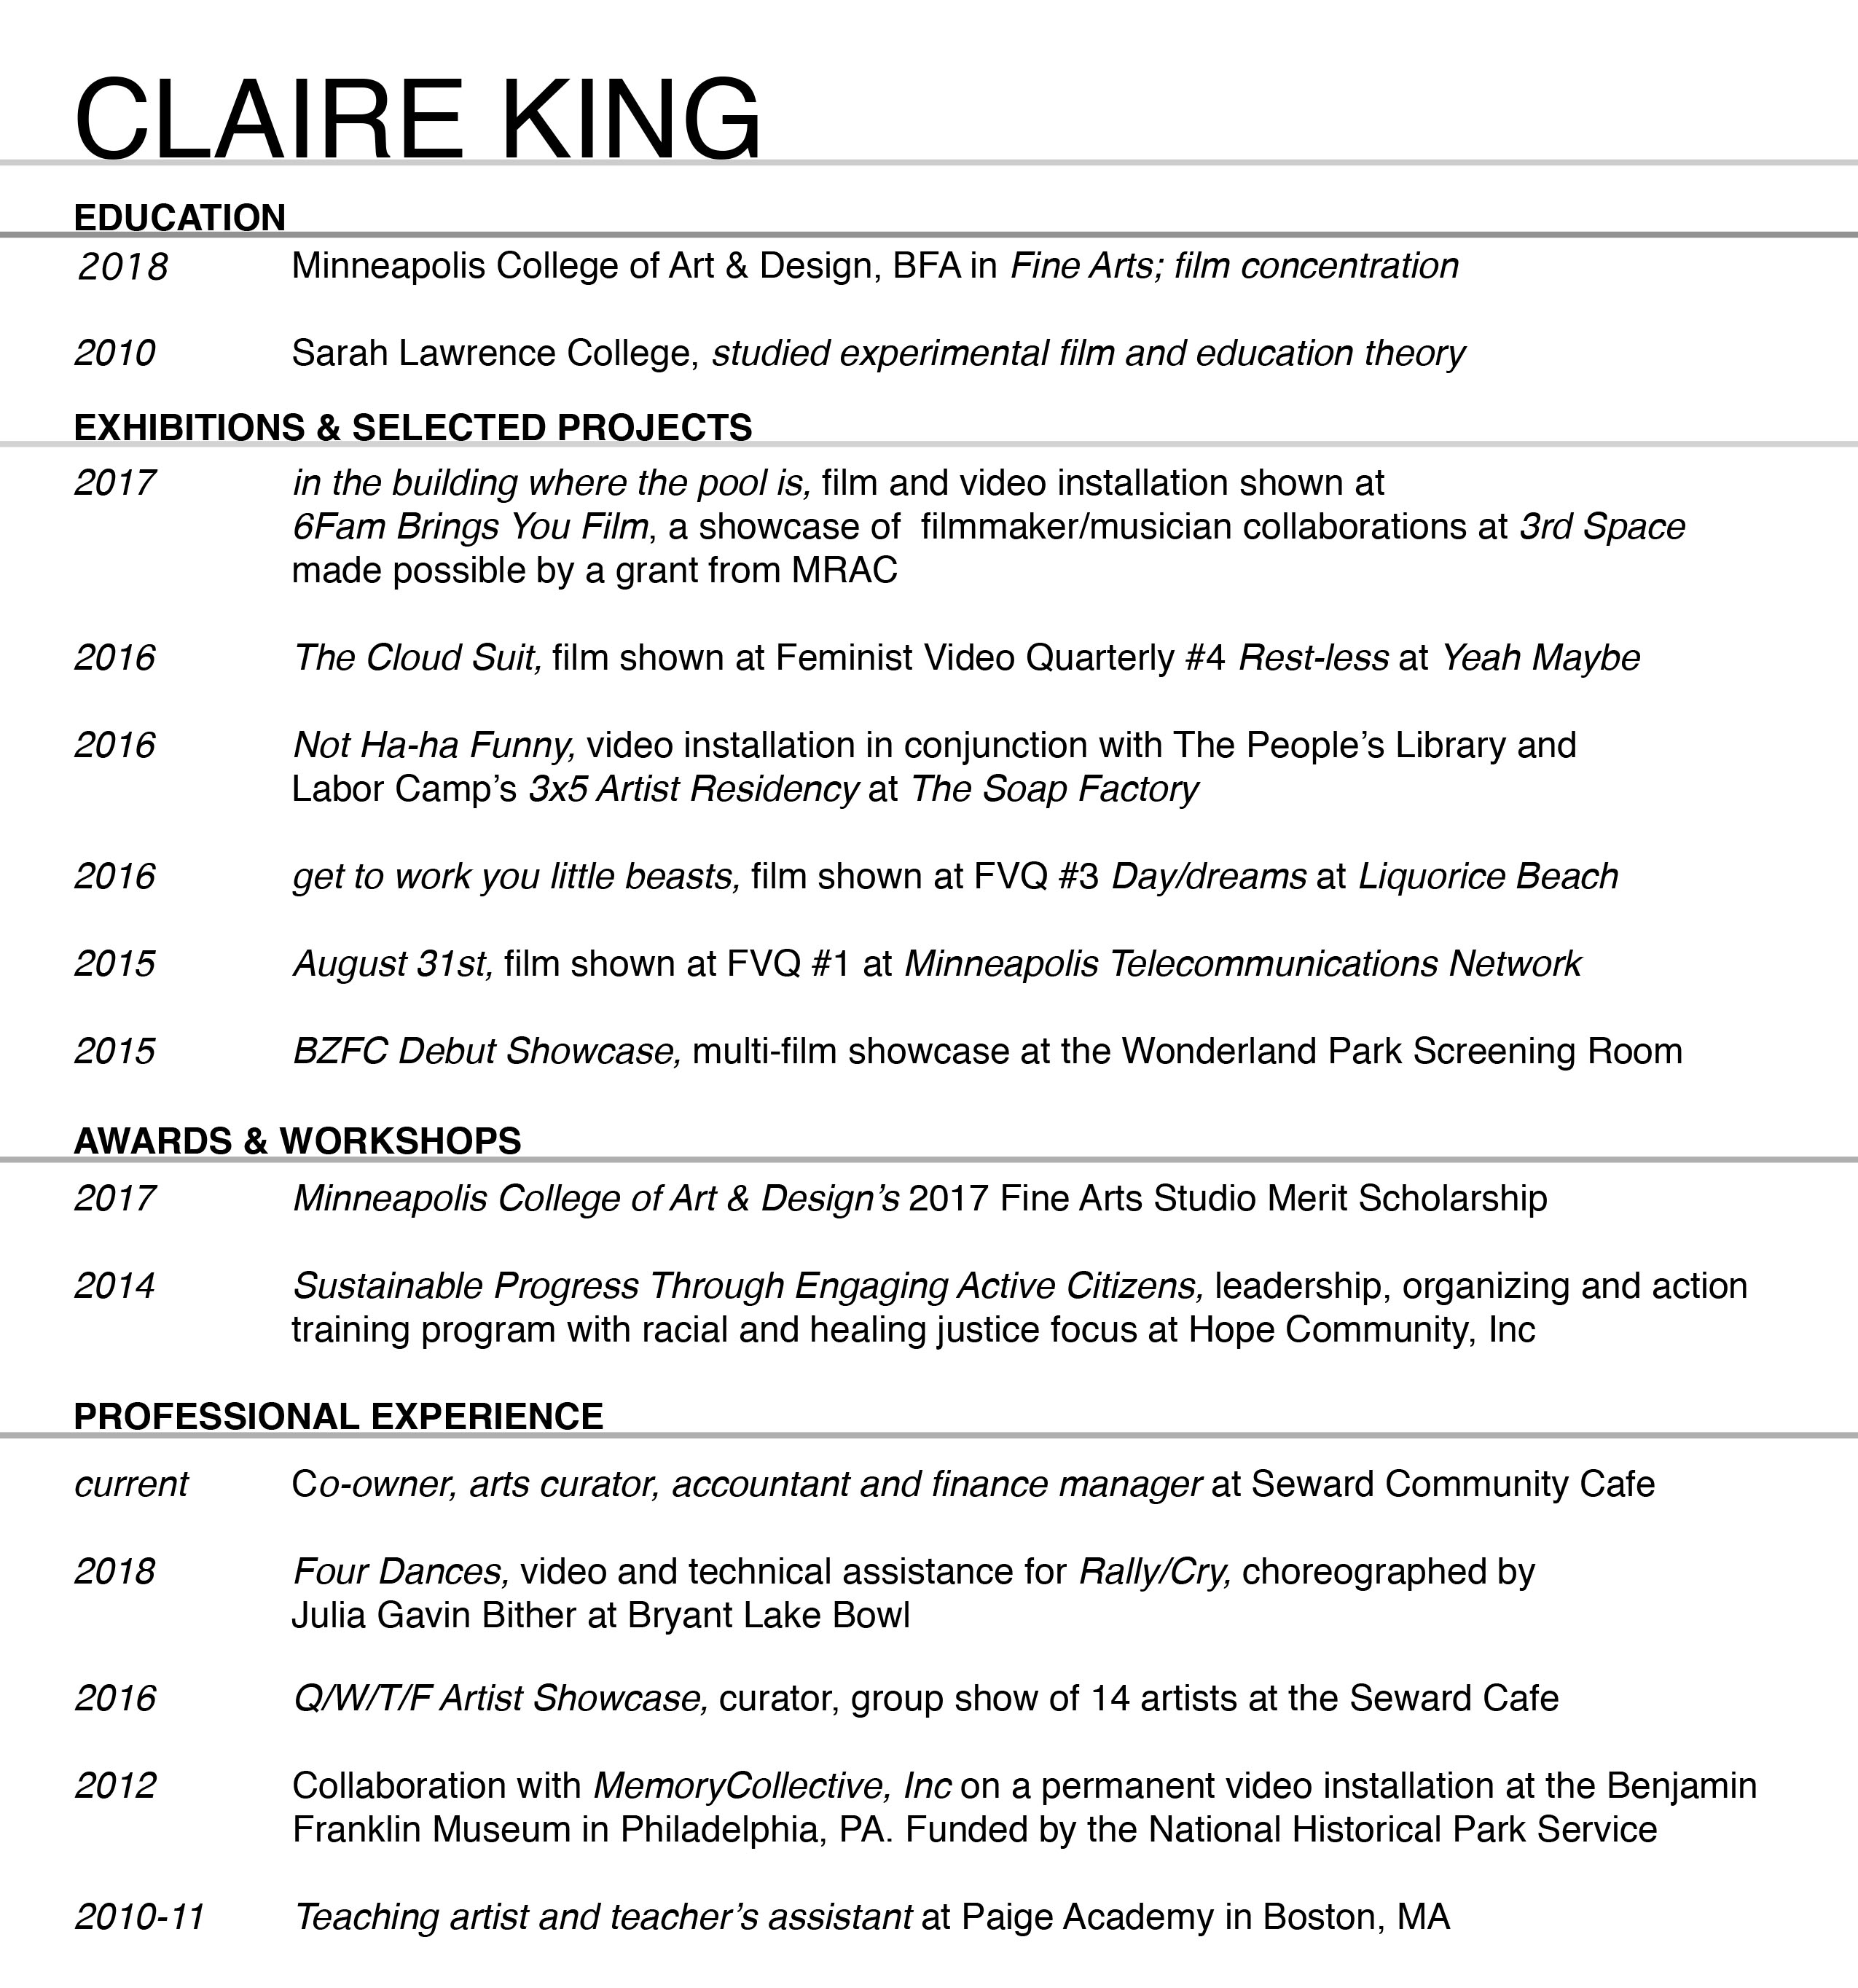 CLAIRE KING
EDUCATION
2018 Minneapolis College of Art & Design, BFA in Fine Arts; film concentration
2010 Sarah Lawrence College, studied experimental film and education theory
EXHIBITIONS & SELECTED PROJECTS
2017 in the building where the pool is, film and video installation shown at
6Fam Brings You Film, a showcase of  filmmaker/musician collaborations at 3rd Space
made possible by a grant from MRAC
2016 The Cloud Suit, film shown at Feminist Video Quarterly #4 Rest-less at Yeah Maybe
2016 Not Ha-ha Funny, video installation in conjunction with The People’s Library and
Labor Camp’s 3x5 Artist Residency at The Soap Factory
2016 get to work you little beasts, film shown at FVQ #3 Day/dreams at Liquorice Beach
2015 August 31st, film shown at FVQ #1 at Minneapolis Telecommunications Network
2015 BZFC Debut Showcase, multi-film showcase at the Wonderland Park Screening Room
AWARDS & WORKSHOPS
2017 Minneapolis College of Art & Design’s 2017 Fine Arts Studio Merit Scholarship
2014 Sustainable Progress Through Engaging Active Citizens, leadership, organizing and action
training program with racial and healing justice focus at Hope Community, Inc
PROFESSIONAL EXPERIENCE
current Co-owner, arts curator, accountant and finance manager at Seward Community Cafe
2018 Four Dances, video and technical assistance for Rally/Cry, choreographed by
Julia Gavin Bither at Bryant Lake Bowl
2016 Q/W/T/F Artist Showcase, curator, group show of 14 artists at the Seward Cafe
2012 Collaboration with MemoryCollective, Inc on a permanent video installation at the Benjamin
Franklin Museum in Philadelphia, PA. Funded by the National Historical Park Service
2010-11 Teaching artist and teacher’s assistant at Paige Academy in Boston, MA